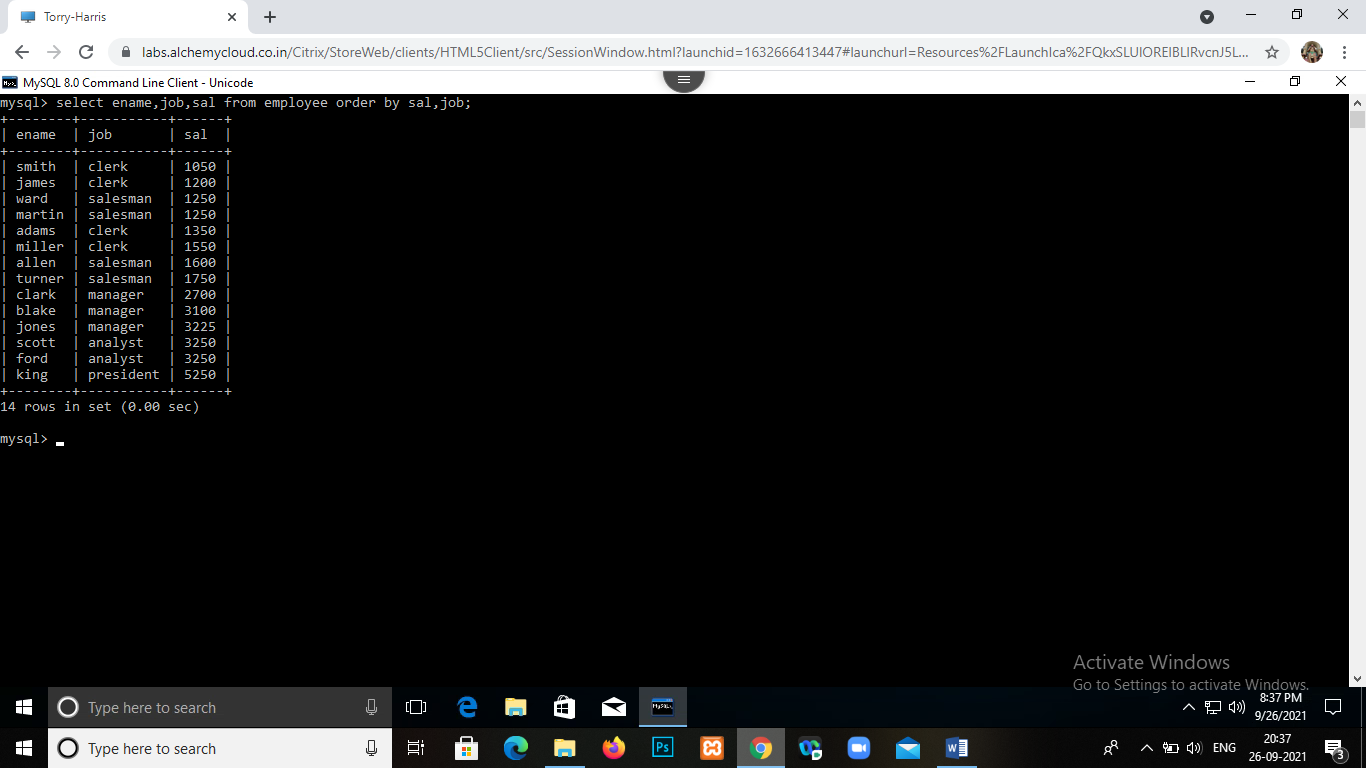 Torry-Harris
labs.alchemycloud.co.in/Citrix/StoreWeb/clients/HTML5Client/src/SessionWindow.html?launchid=1632666413447#launchurl=Resources%2FLaunchIca%2FQkxSLUlOREIBLIRvcnJ5L...
MySQL 8.0 Command Line Client - Unicode
mysql> select ename,job,sal from employee order by sal,job;
+--------+-----------+------+
| ename  | job       | sal  |
+--------+-----------+------+
| smith  | clerk     | 1050 |
| james  | clerk     | 1200 |
| ward   | salesman  | 1250 |
| martin | salesman  | 1250 |
| adams  | clerk     | 1350 |
| miller | clerk     | 1550 |
| allen  | salesman  | 1600 |
| turner | salesman  | 1750 |
| clark  | manager   | 2700 |
| blake  | manager   | 3100 |
| jones  | manager   | 3225 |
| scott  | analyst   | 3250 |
| ford   | analyst   | 3250 |
| king   | president | 5250 |
+--------+-----------+------+
14 rows in set (0.00 sec)
mysql>
Activate Windows
Go to Settings to activate Windows.
Type here to search
8:37 PM
9/26/2021
Type here to search
Ps
ENG
20:37
26-09-2021
3